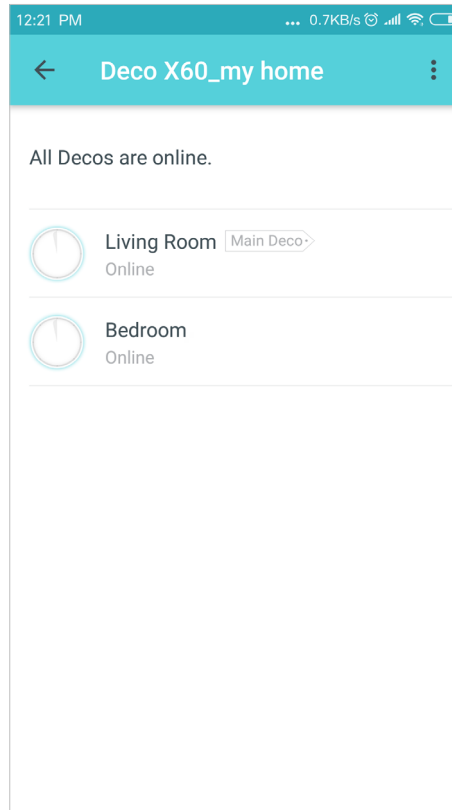 12:21 PM ... 0.7KB/s
Deco X60_my home
All Decos are online.
Living Room Main Deco
Online
Bedroom
Online